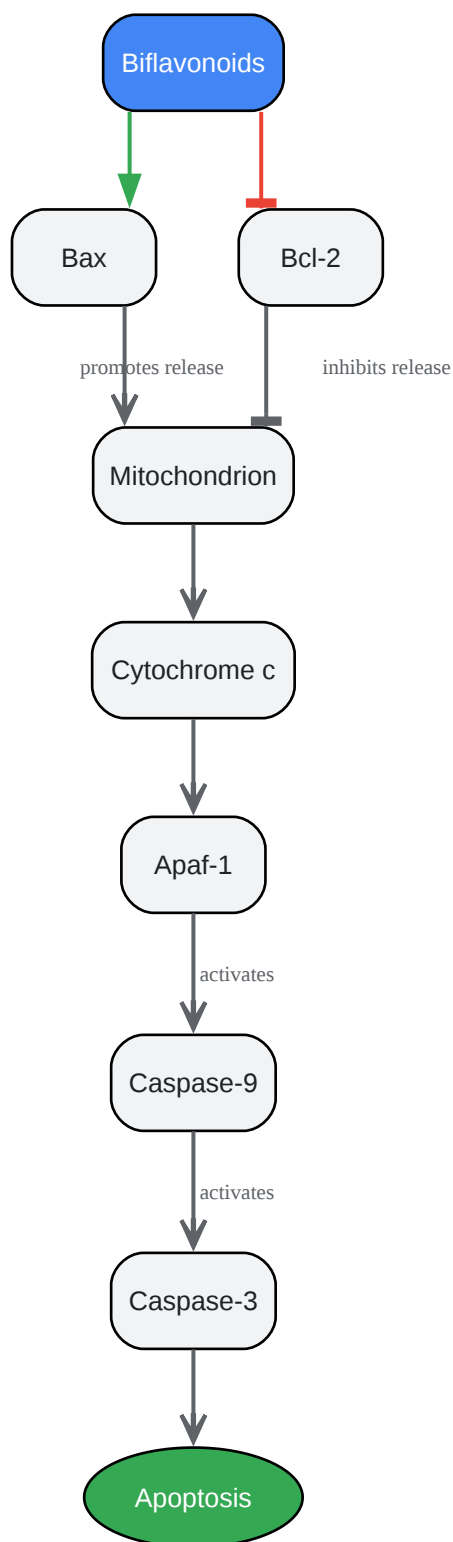 Biflavonoids
Bax
Bcl-2
promotes release
inhibits release
Mitochondrion
Cytochrome c
Apaf-1
activates
Caspase-9
activates
Caspase-3
Apoptosis